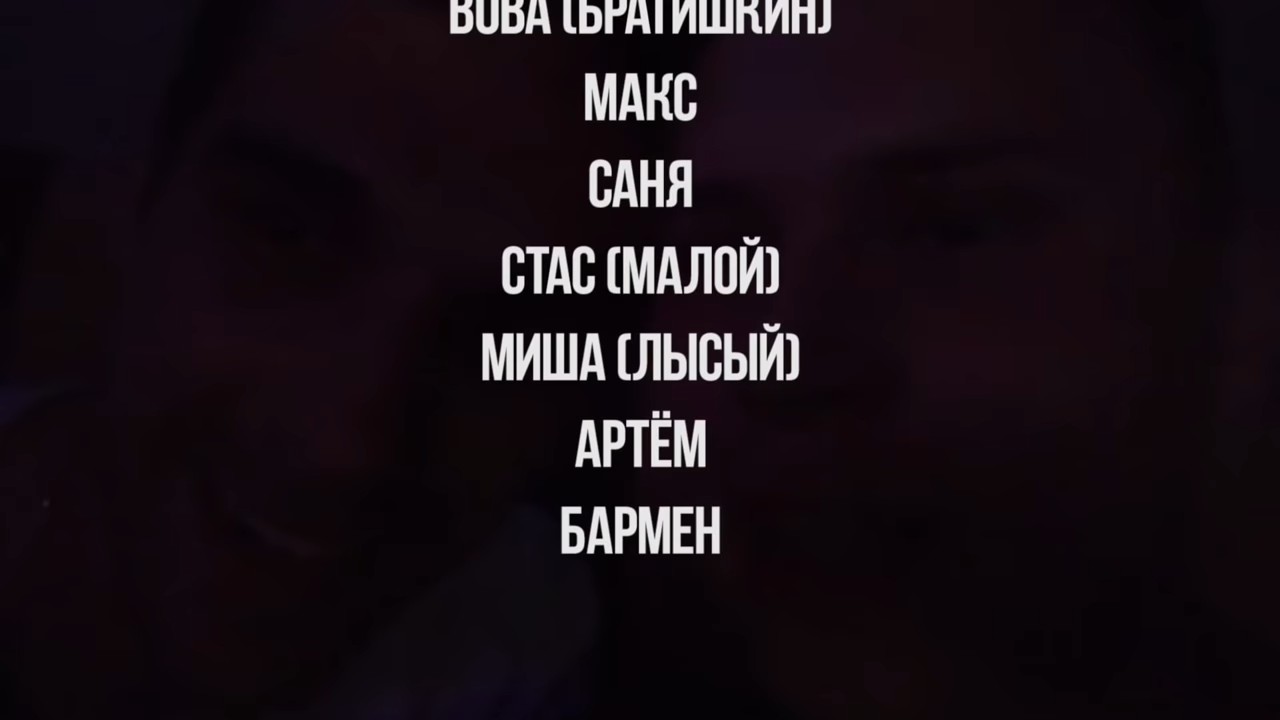 ВОВА (БРАТИШКИН)
МАКС
САНЯ
СТАС (МАЛОЙ)
МИША (ЛЫСЫЙ)
АРТЁМ
БАРМЕН